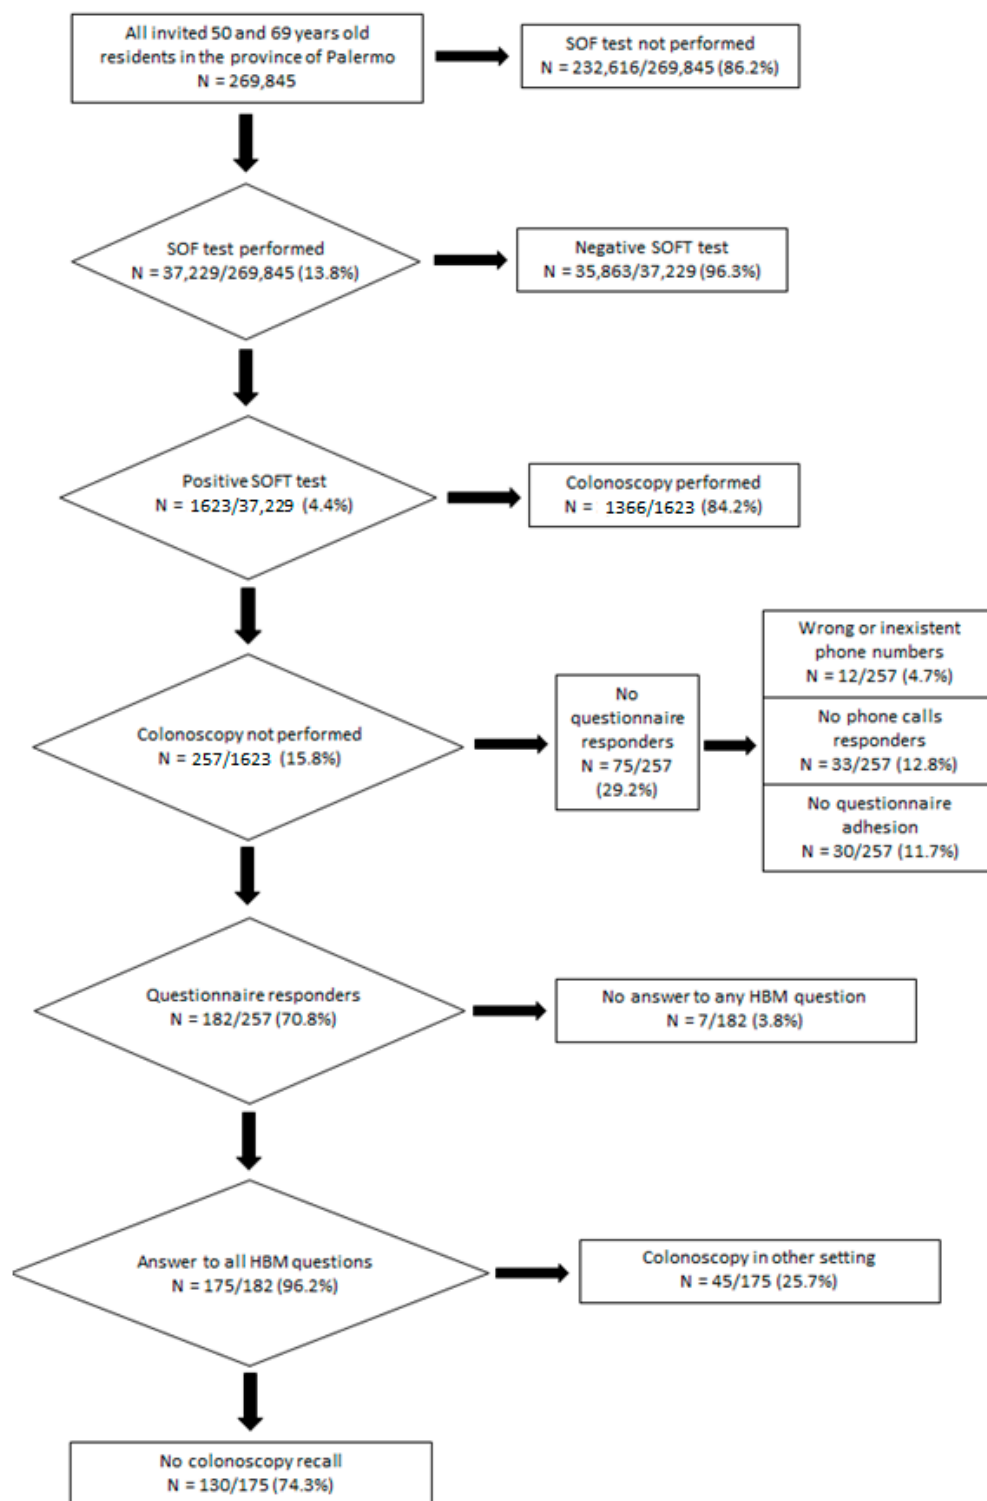 All invited 50 and 69 years old
residents in the province of Palermo
N = 269,845
SOF test not performed
N = 232,616/269,845 (86.2%)
SOF test performed
N = 37,229/269,845 (13.8%)
Negative SOFT test
N = 35,863/37,229 (96.3%)
Positive SOFT test
N = 1623/37,229 (4.4%)
Colonoscopy performed
N = 1366/1623 (84.2%)
Colonoscopy not performed
N = 257/1623 (15.8%)
No
questionnaire
responders
N = 75/257
(29.2%)
Wrong or inexistent
phone numbers
N = 12/257 (4.7%)
No phone calls
responders
N = 33/257 (12.8%)
No questionnaire
adhesion
N = 30/257 (11.7%)
Questionnaire responders
N = 182/257 (70.8%)
No answer to any HBM question
N = 7/182 (3.8%)
Answer to all HBM questions
N = 175/182 (96.2%)
Colonoscopy in other setting
N = 45/175 (25.7%)
No colonoscopy recall
N = 130/175 (74.3%)